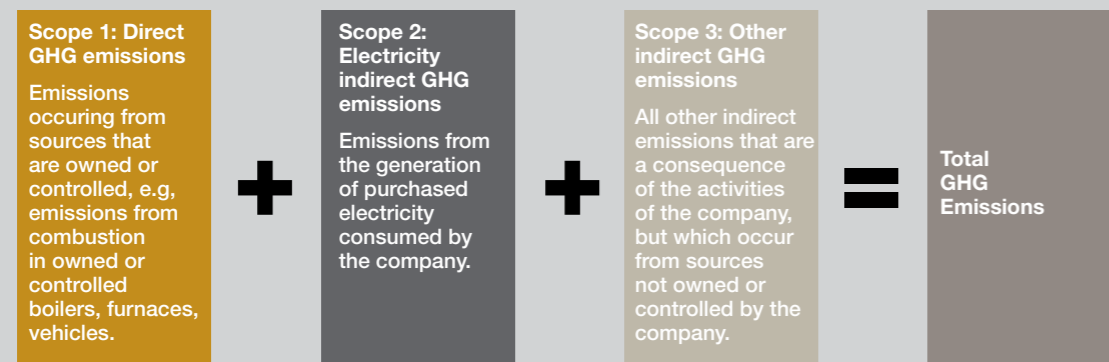 Scope 1: Direct
GHG emissions
Emissions
occuring from
sources that
are owned or
controlled, e.g,
emissions from
combustion
in owned or
controlled
boilers, furnaces,
vehicles.
+
Scope 2:
Electricity
indirect GHG
emissions
Emissions from
the generation
of purchased
electricity
consumed by
the company.
+
Scope 3: Other
indirect GHG
emissions
All other indirect
emissions that are
a consequence
of the activities
of the company,
but which occur
from sources
not owned or
controlled by the
company.
=
Total
GHG
Emissions